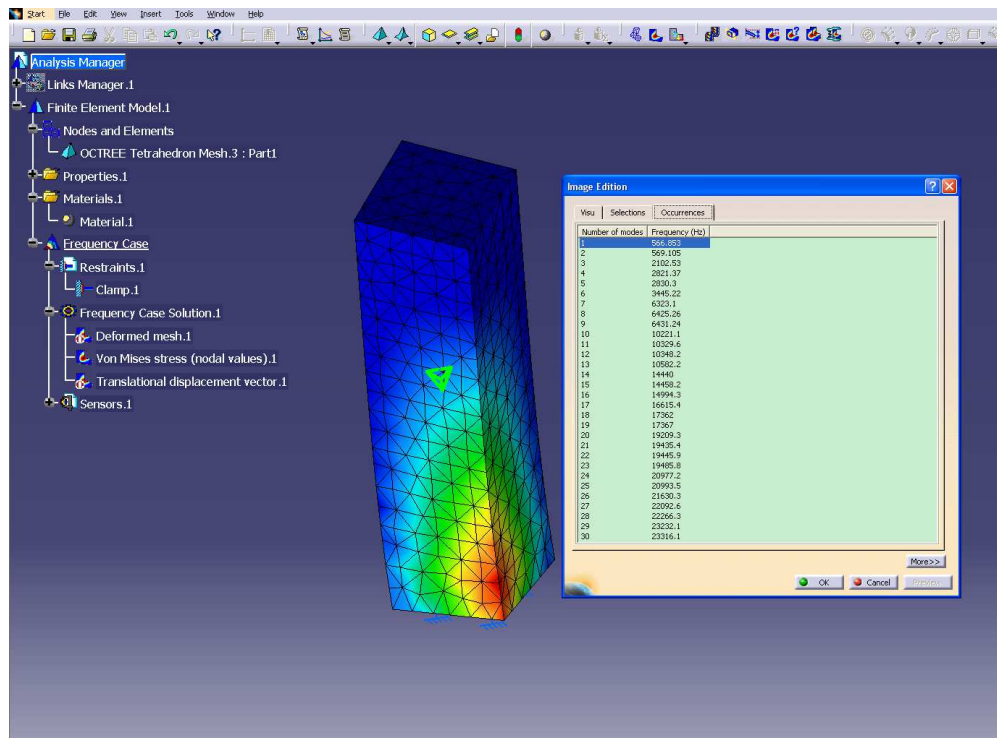 Start File Edit View Insert Tools Window Help
Analysis Manager
Links Manager.1
Finite Element Model.1
Nodes and Elements
OCTREE Tetrahedron Mesh.3 : Part1
Properties.1
Materials.1
Material.1
Frequency Case
Restraints.1
Clamp.1
Frequency Case Solution.1
Deformed mesh.1
Von Mises stress (nodal values).1
Translational displacement vector.1
Sensors.1
Image Edition
Visu Selections Occurrences
Number of modes Frequency (Hz)
1 566.853
2 569.105
3 2102.53
4 2821.37
5 2830.3
6 3445.22
7 6323.1
8 6425.26
9 6431.24
10 10221.1
11 10329.6
12 10348.2
13 10582.2
14 14440
15 14458.2
16 14994.3
17 16615.4
18 17362
19 17367
20 19209.3
21 19435.4
22 19445.9
23 19485.8
24 20977.2
25 20993.5
26 21630.3
27 22092.6
28 22266.3
29 23232.1
30 23316.1
More>>
OK Cancel Preview